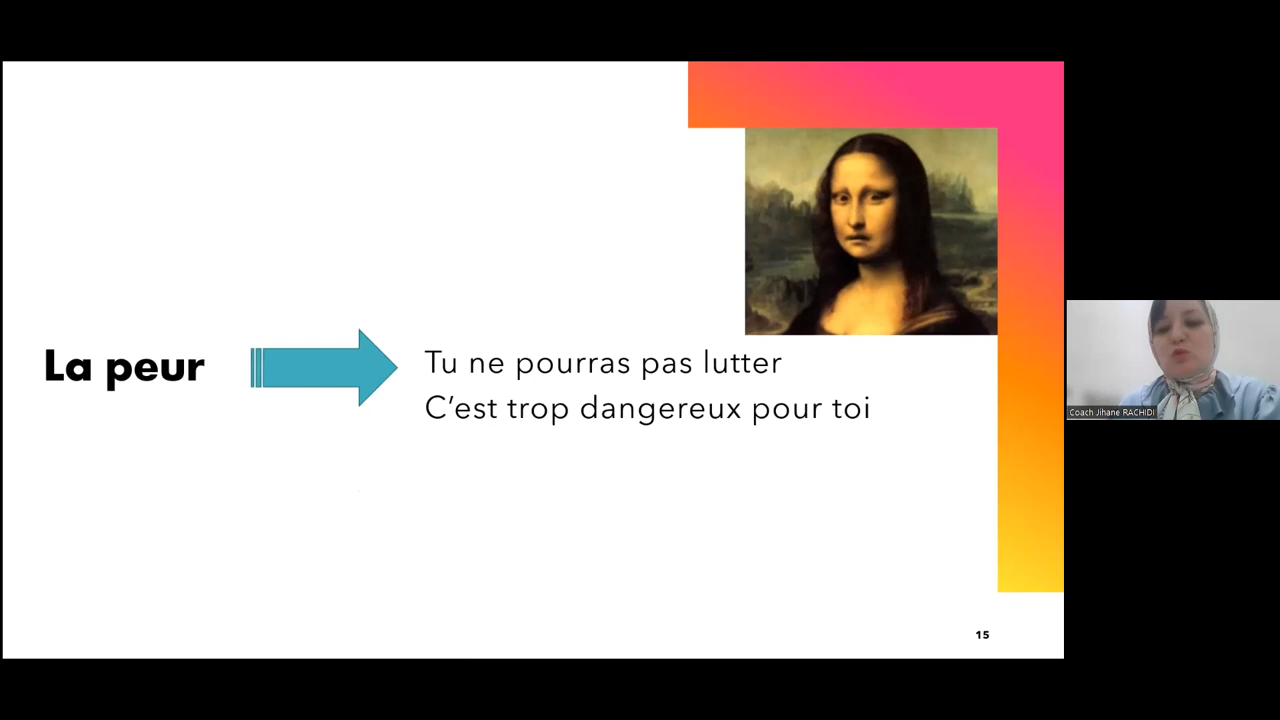 La peur
Tu ne pourras pas lutter
C’est trop dangereux pour toi
15
Coach Jihane RACHIDI